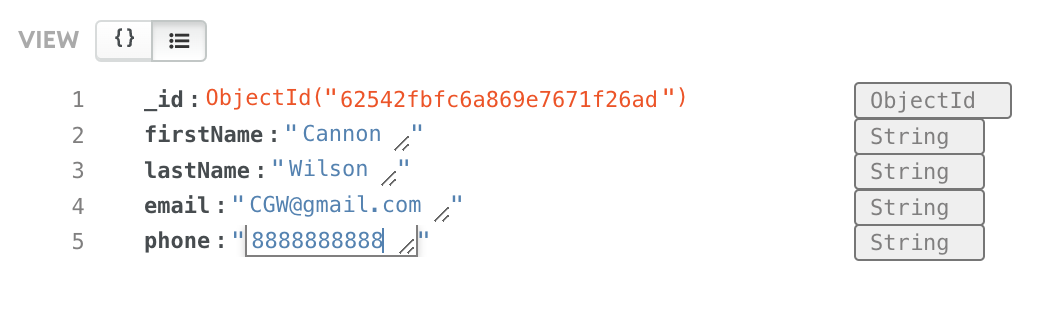 VIEW {}
1 _id : ObjectId("62542fbfc6a869e7671f26ad") ObjectId
2 firstName : "Cannon" String
3 lastName : "Wilson" String
4 email : "CGW@gmail.com" String
5 phone : "8888888888" String